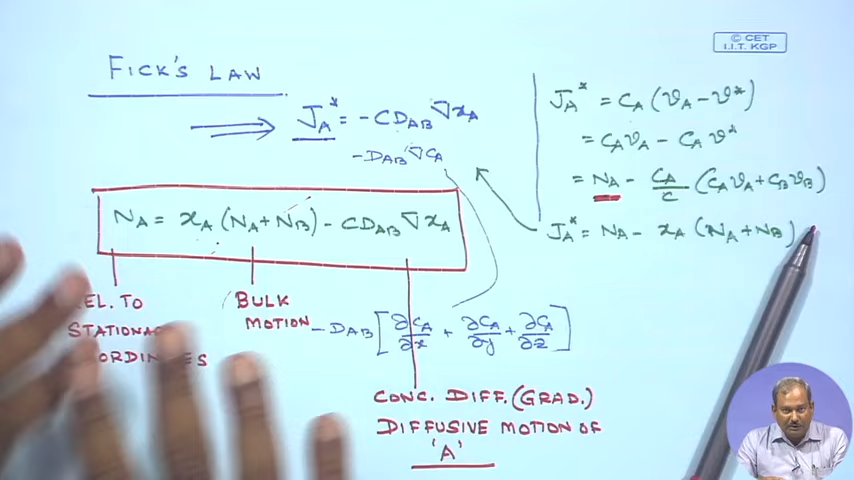 © CET
I.I.T. KGP
FICK'S LAW
⟹ J_A* = -CD_AB ∇x_A
-D_AB ∇C_A
N_A = x_A (N_A + N_B) - CD_AB ∇x_A
TO
BULK
MOTION
-D_AB [∂C_A/∂x + ∂C_A/∂y + ∂C_A/∂z]
CONC. DIFF. (GRAD.)
DIFFUSIVE MOTION OF
'A'
J_A* = C_A (v_A - v*)
= C_A v_A - C_A v*
= N_A - C_A/C (C_A v_A + C_B v_B)
J_A* = N_A - x_A (N_A + N_B)